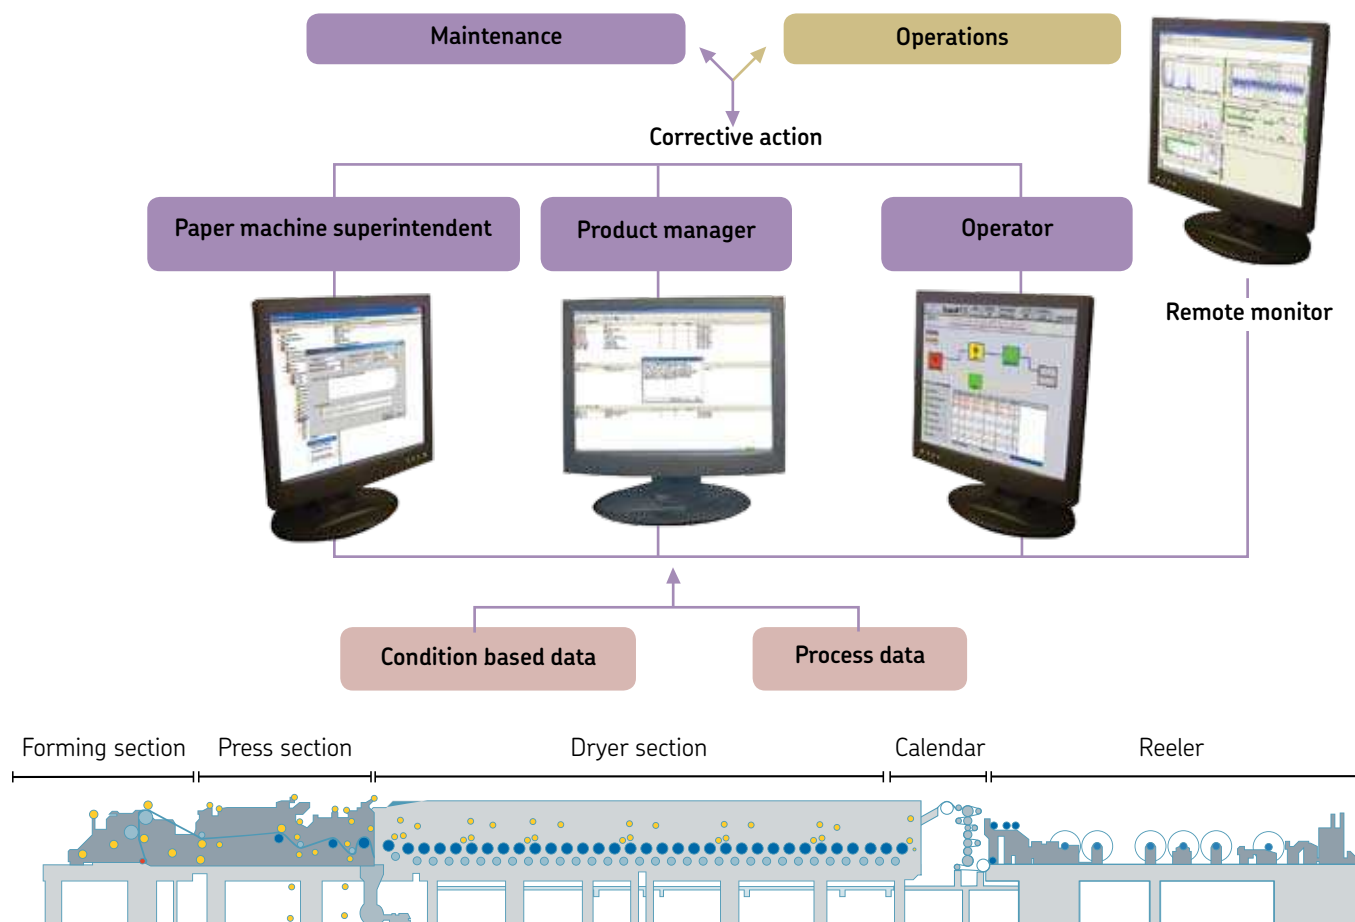 Maintenance
Operations
Corrective action
Paper machine superintendent
Product manager
Operator
Remote monitor
Condition based data
Process data
Forming section
Press section
Dryer section
Calendar
Reeler